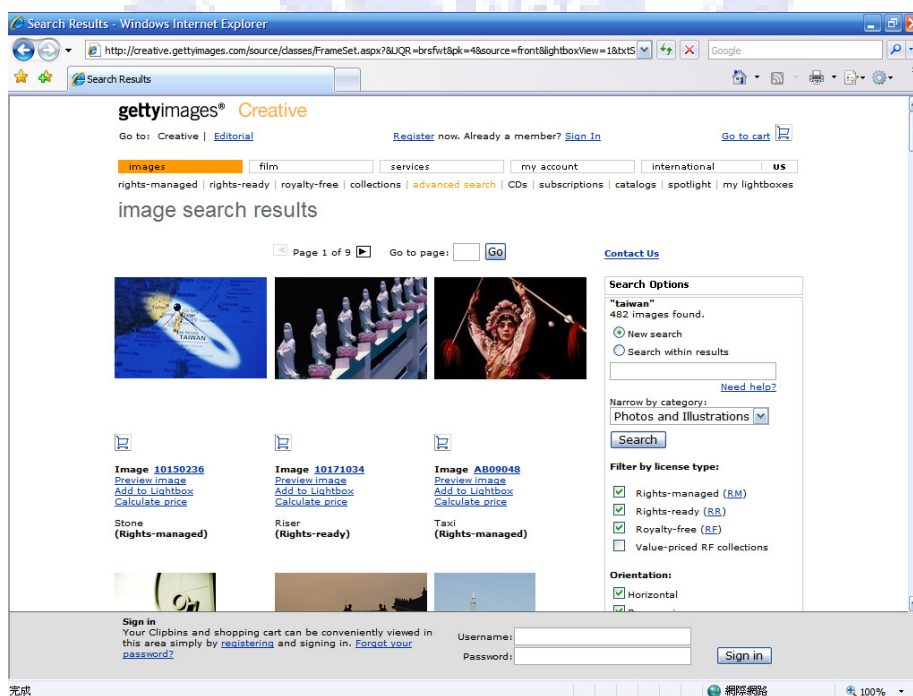 Search Results - Windows Internet Explorer
http://creative.gettyimages.com/source/classes/FrameSet.aspx?&UQR=brsfwt&pk=4&source=front&lightboxView=1&txtS
Google
Search Results
gettyimages® Creative
Go to: Creative | Editorial
Register now. Already a member? Sign In
Go to cart
images film services my account international US
rights-managed | rights-ready | royalty-free | collections | advanced search | CDs | subscriptions | catalogs | spotlight | my lightboxes
image search results
Page 1 of 9 Go to page: Go
Contact Us
TAIWAN
Image 10150236
Preview image
Add to Lightbox
Calculate price
Stone
(Rights-managed)
Image 10171034
Preview image
Add to Lightbox
Calculate price
Riser
(Rights-ready)
Image AB09048
Preview image
Add to Lightbox
Calculate price
Taxi
(Rights-managed)
Search Options
"taiwan"
482 images found.
New search
Search within results
Need help?
Narrow by category:
Photos and Illustrations
Search
Filter by license type:
Rights-managed (RM)
Rights-ready (RR)
Royalty-free (RF)
Value-priced RF collections
Orientation:
Horizontal
Sign in
Your Clipbins and shopping cart can be conveniently viewed in
this area simply by registering and signing in. Forgot your
password?
Username:
Password:
Sign in
完成
網際網路
100%